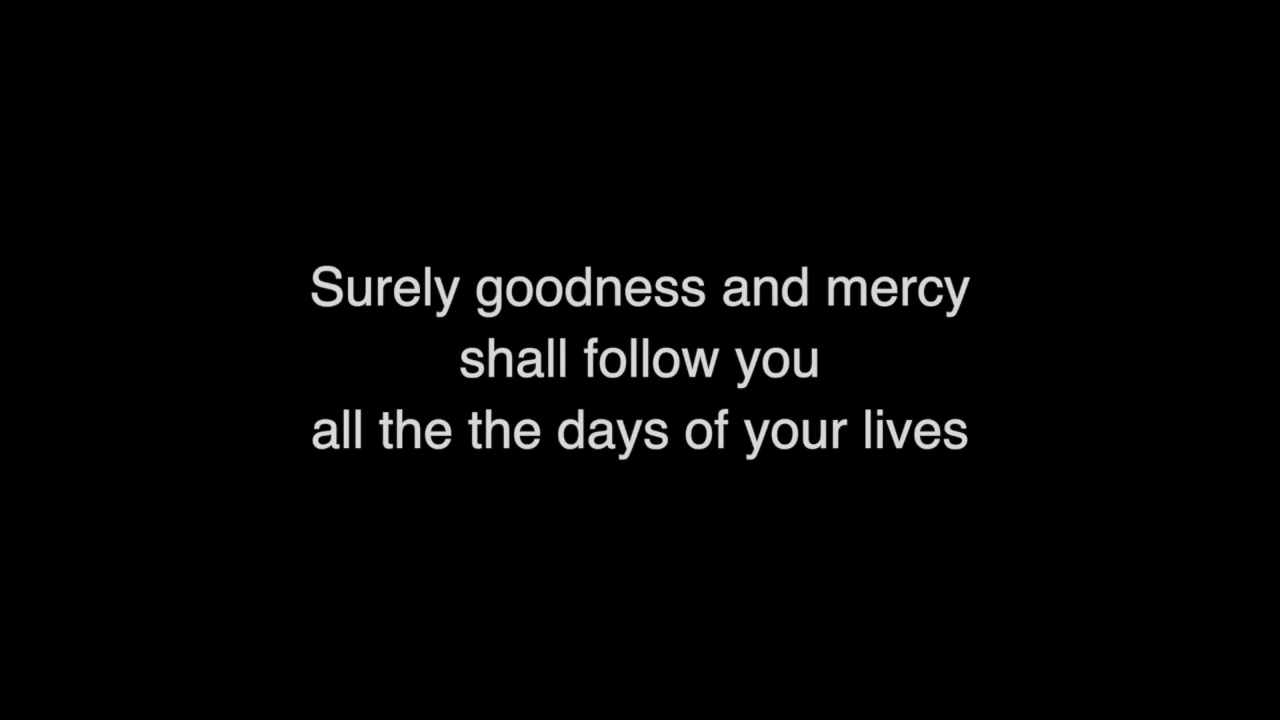 Surely goodness and mercy
shall follow you
all the the days of your lives